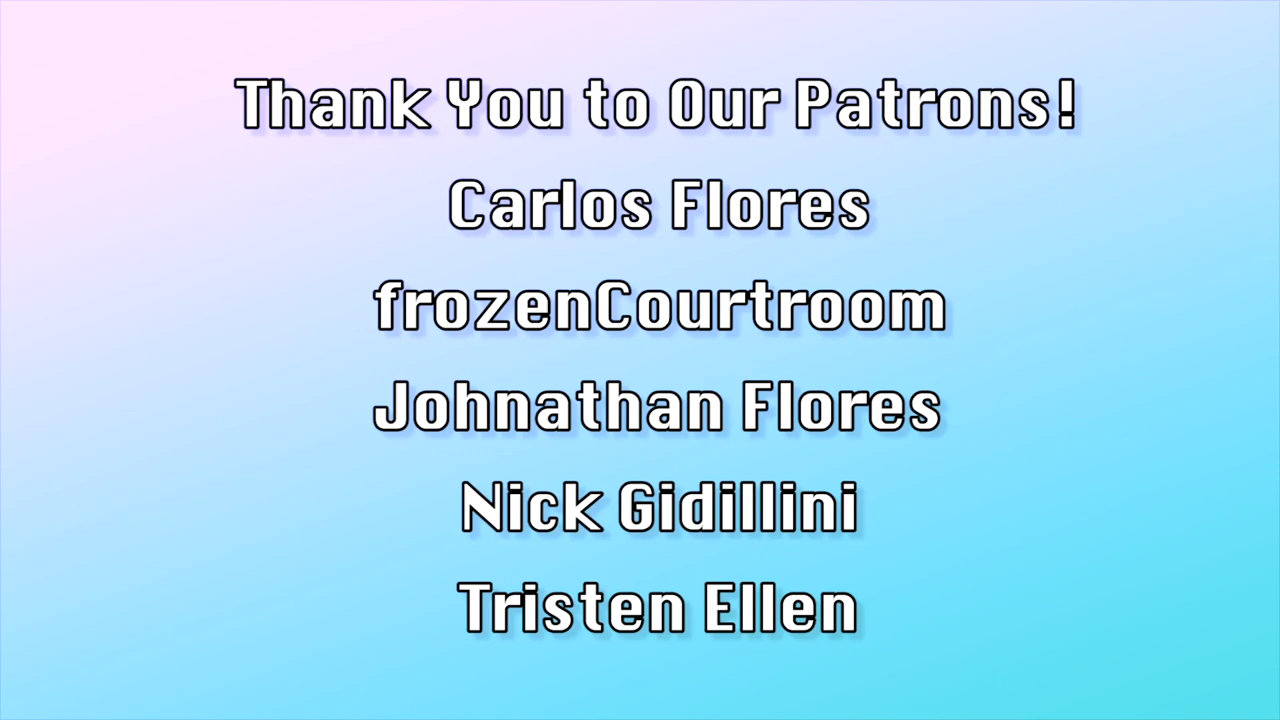 Thank You to Our Patrons!
Carlos Flores
frozenCourtroom
Johnathan Flores
Nick Gidillini
Tristen Ellen